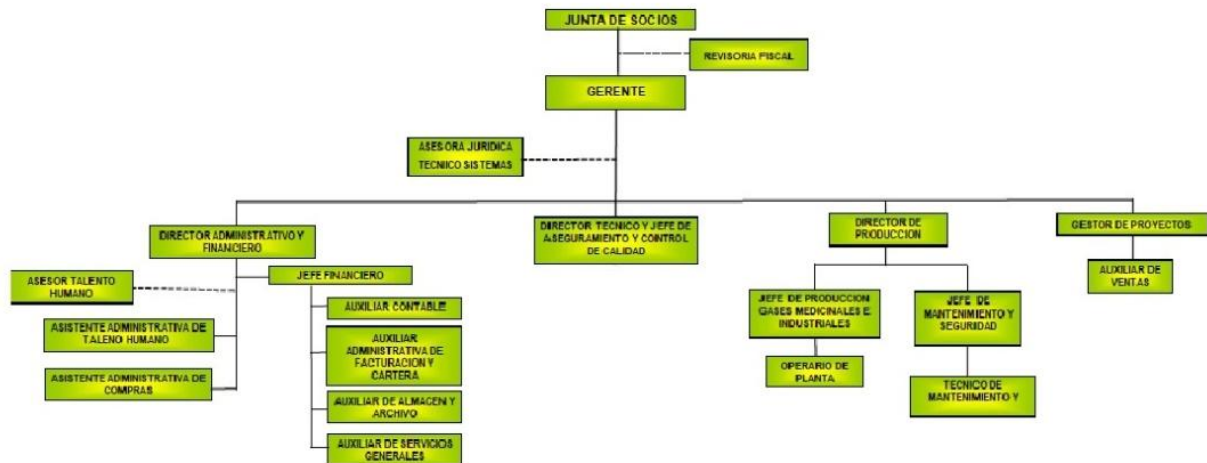 JUNTA DE SOCIOS
REVISORIA FISCAL
GERENTE
ASESORA JURIDICA
TECNICO SISTEMAS
DIRECTOR ADMINISTRATIVO Y
FINANCIERO
DIRECTOR TECNICO Y JEFE DE
ASEGURAMIENTO Y CONTROL
DE CALIDAD
DIRECTOR DE
PRODUCCION
GESTOR DE PROYECTOS
ASESOR TALENTO
HUMANO
JEFE FINANCIERO
AUXILIAR DE
VENTAS
ASISTENTE ADMINISTRATIVA DE
TALENO HUMANO
AUXILIAR CONTABLE
JEFE DE PRODUCCION
GASES MEDICINALES E
INDUSTRIALES
JEFE DE
MANTENIMIENTO Y
SEGURIDAD
ASISTENTE ADMINISTRATIVA DE
COMPRAS
AUXILIAR
ADMINISTRATIVA DE
FACTURACION Y
CARTERA
OPERARIO DE
PLANTA
TECNICO DE
MANTENIMIENTO Y
AUXILIAR DE ALMACEN Y
ARCHIVO
AUXILIAR DE SERVICIOS
GENERALES